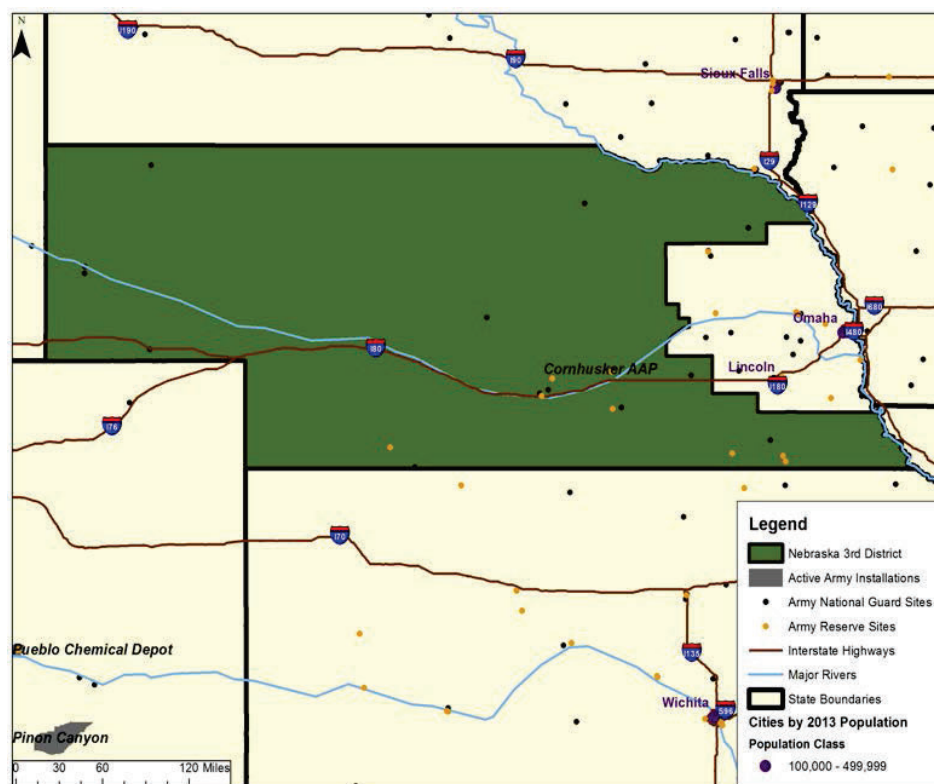 N
I190
I90
Sioux Falls
I29
I129
I680
Omaha
I480
I80
Cornhusker AAP
Lincoln
I180
I76
I70
Pueblo Chemical Depot
I135
Wichita
Pinon Canyon
0 30 60 120 Miles
Legend
Nebraska 3rd District
Active Army Installations
Army National Guard Sites
Army Reserve Sites
Interstate Highways
Major Rivers
State Boundaries
Cities by 2013 Population
Population Class
100,000 - 499,999